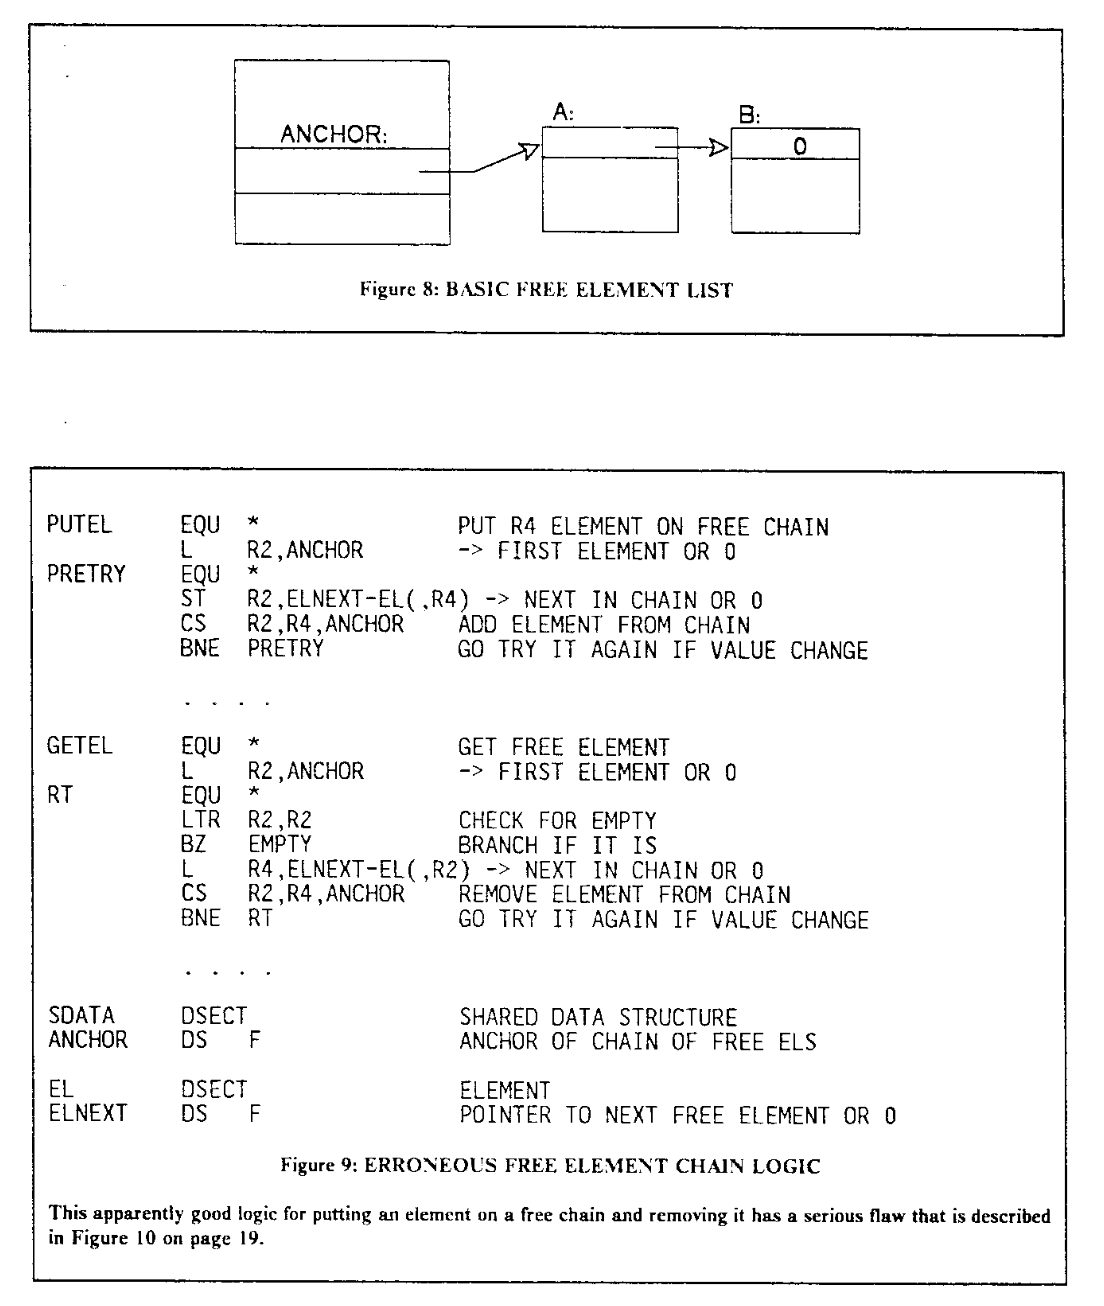 ANCHOR:
A:
B:
0
Figure 8: BASIC FREE ELEMENT LIST
PUTEL EQU * PUT R4 ELEMENT ON FREE CHAIN
L R2,ANCHOR -> FIRST ELEMENT OR 0
PRETRY EQU *
ST R2,ELNEXT-EL(,R4) -> NEXT IN CHAIN OR 0
CS R2,R4,ANCHOR ADD ELEMENT FROM CHAIN
BNE PRETRY GO TRY IT AGAIN IF VALUE CHANGE
. . . .
GETEL EQU * GET FREE ELEMENT
L R2,ANCHOR -> FIRST ELEMENT OR 0
RT EQU *
LTR R2,R2 CHECK FOR EMPTY
BZ EMPTY BRANCH IF IT IS
L R4,ELNEXT-EL(,R2) -> NEXT IN CHAIN OR 0
CS R2,R4,ANCHOR REMOVE ELEMENT FROM CHAIN
BNE RT GO TRY IT AGAIN IF VALUE CHANGE
. . . .
SDATA DSECT SHARED DATA STRUCTURE
ANCHOR DS F ANCHOR OF CHAIN OF FREE ELS
EL DSECT ELEMENT
ELNEXT DS F POINTER TO NEXT FREE ELEMENT OR 0
Figure 9: ERRONEOUS FREE ELEMENT CHAIN LOGIC
This apparently good logic for putting an element on a free chain and removing it has a serious flaw that is described
in Figure 10 on page 19.